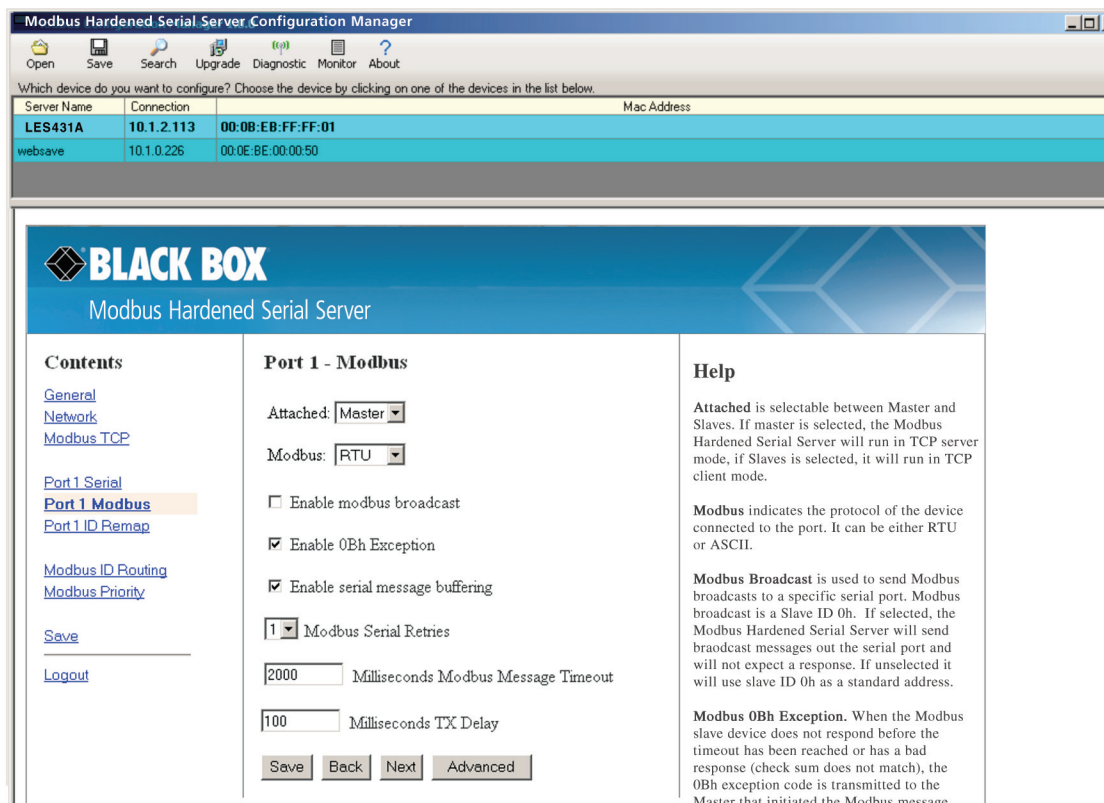 Modbus Hardened Serial Server Configuration Manager
Open Save Search Upgrade Diagnostic Monitor About
Which device do you want to configure? Choose the device by clicking on one of the devices in the list below.
Server Name Connection Mac Address
LES431A 10.1.2.113 00:0B:EB:FF:FF:01
websave 10.1.0.226 00:0E:BE:00:00:50
BLACK BOX
Modbus Hardened Serial Server
Contents
General
Network
Modbus TCP
Port 1 Serial
Port 1 Modbus
Port 1 ID Remap
Modbus ID Routing
Modbus Priority
Save
Logout
Port 1 - Modbus
Attached: Master
Modbus: RTU
Enable modbus broadcast
Enable 0Bh Exception
Enable serial message buffering
1 Modbus Serial Retries
2000 Milliseconds Modbus Message Timeout
100 Milliseconds TX Delay
Save Back Next Advanced
Help
Attached is selectable between Master and
Slaves. If master is selected, the Modbus
Hardened Serial Server will run in TCP server
mode, if Slaves is selected, it will run in TCP
client mode.
Modbus indicates the protocol of the device
connected to the port. It can be either RTU
or ASCII.
Modbus Broadcast is used to send Modbus
broadcasts to a specific serial port. Modbus
broadcast is a Slave ID 0h. If selected, the
Modbus Hardened Serial Server will send
braodcast messages out the serial port and
will not expect a response. If unselected it
will use slave ID 0h as a standard address.
Modbus 0Bh Exception. When the Modbus
slave device does not respond before the
timeout has been reached or has a bad
response (check sum does not match), the
0Bh exception code is transmitted to the
Master that initiated the Modbus message